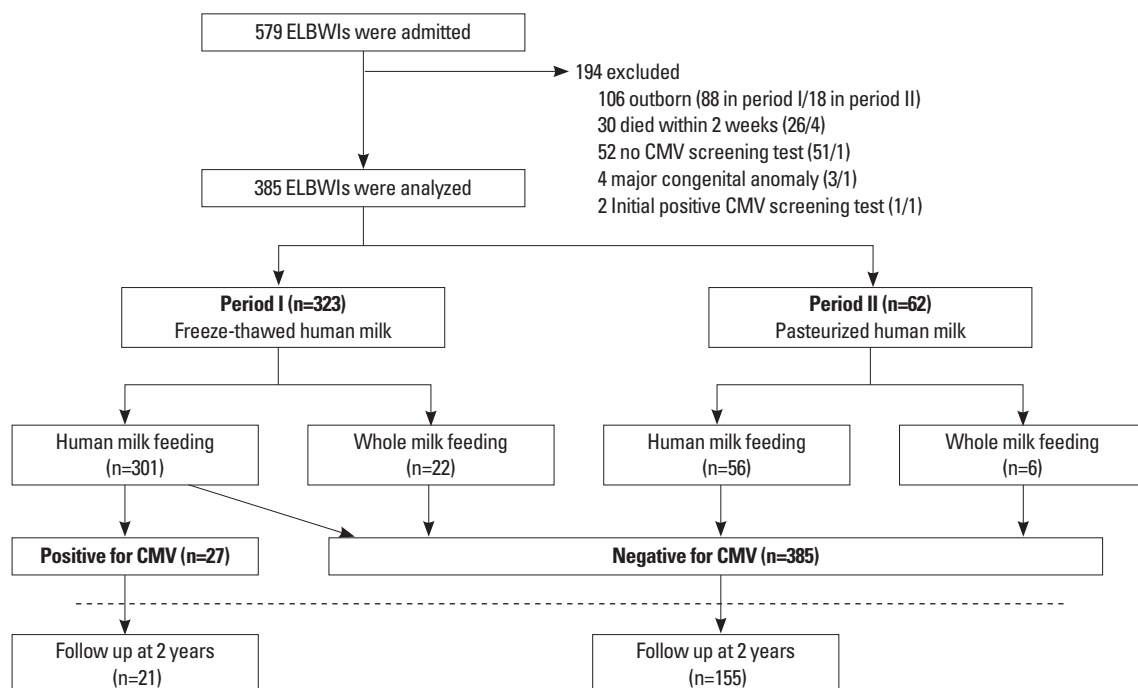 579 ELBWIs were admitted
194 excluded
106 outborn (88 in period I/18 in period II)
30 died within 2 weeks (26/4)
52 no CMV screening test (51/1)
4 major congenital anomaly (3/1)
2 Initial positive CMV screening test (1/1)
385 ELBWIs were analyzed
Period I (n=323)
Freeze-thawed human milk
Period II (n=62)
Pasteurized human milk
Human milk feeding
(n=301)
Whole milk feeding
(n=22)
Human milk feeding
(n=56)
Whole milk feeding
(n=6)
Positive for CMV (n=27)
Negative for CMV (n=385)
Follow up at 2 years
(n=21)
Follow up at 2 years
(n=155)